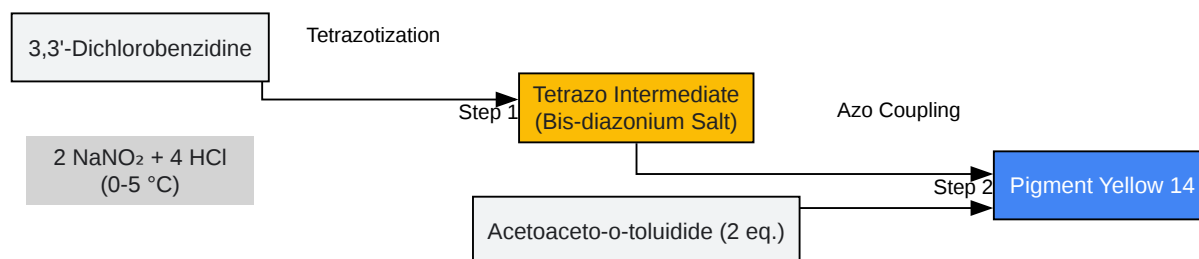 3,3'-Dichlorobenzidine
Tetrazotization
Step 1
Tetrazo Intermediate
(Bis-diazonium Salt)
2 NaNO₂ + 4 HCl
(0-5 °C)
Azo Coupling
Step 2
Pigment Yellow 14
Acetoaceto-o-toluidide (2 eq.)